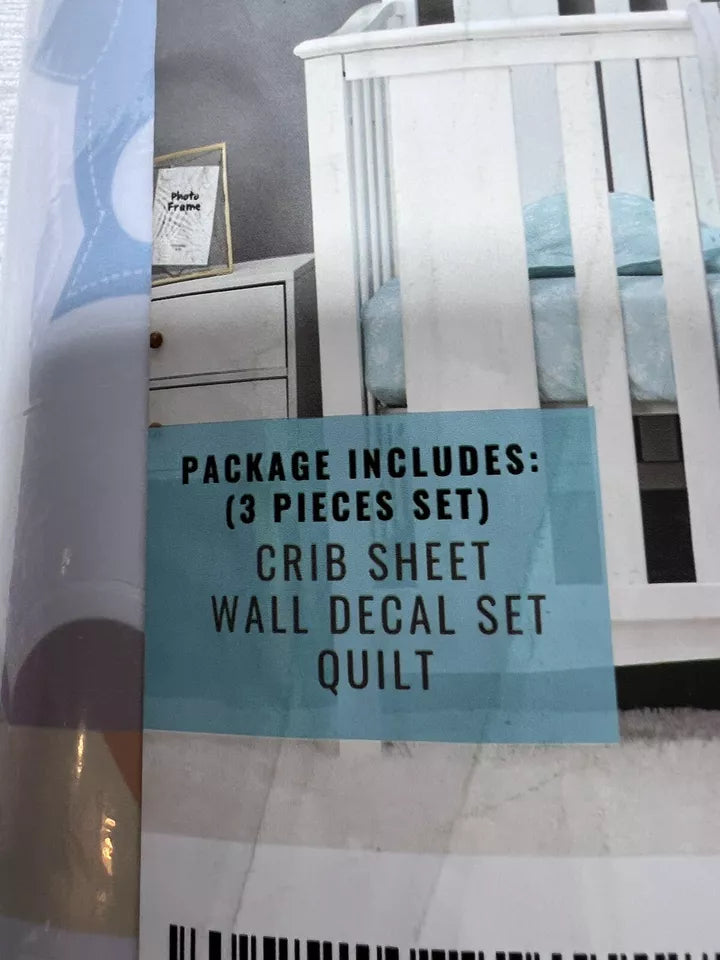 Photo
Frame
PACKAGE INCLUDES:
(3 PIECES SET)
CRIB SHEET
WALL DECAL SET
QUILT